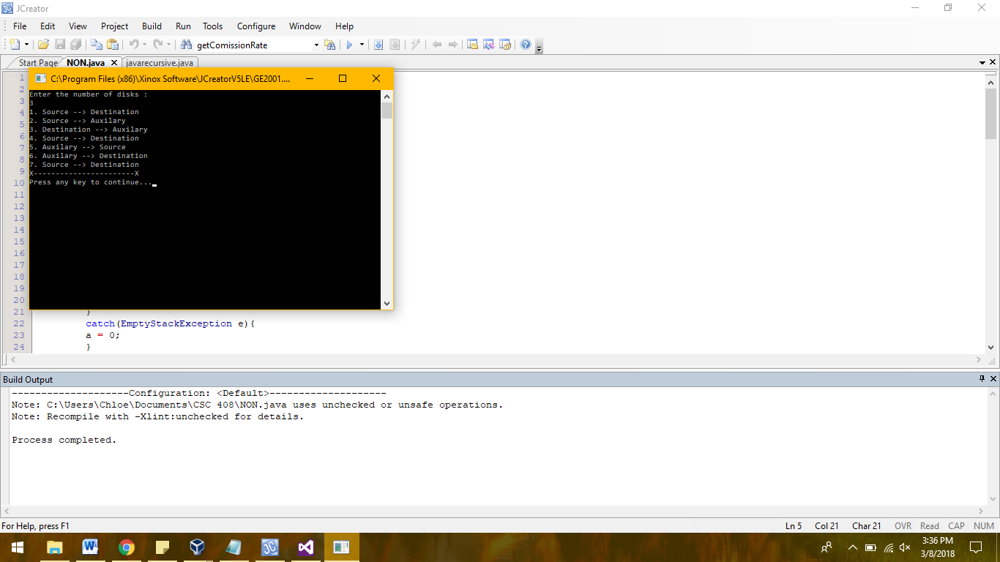 JCreator
File Edit View Project Build Run Tools Configure Window Help
getComissionRate
Start Page NON.java javarecursive.java
C:\Program Files (x86)\Xinox Software\JCreatorV5LE\GE2001....
Enter the number of disks :
3
1. Source --> Destination
2. Source --> Auxilary
3. Destination --> Auxilary
4. Source --> Destination
5. Auxilary --> Source
6. Auxilary --> Destination
7. Source --> Destination
X-----------------------X
Press any key to continue...
1
2
3
4
5
6
7
8
9
10
11
12
13
14
15
16
17
18
19
20
21 }
22 catch(EmptyStackException e){
23 a = 0;
24 }
Build Output
--------------------Configuration: <Default>--------------------
Note: C:\Users\Chloe\Documents\CSC 408\NON.java uses unchecked or unsafe operations.
Note: Recompile with -Xlint:unchecked for details.
Process completed.
For Help, press F1 Ln 5 Col 21 Char 21 OVR Read CAP NUM
3:36 PM
3/8/2018